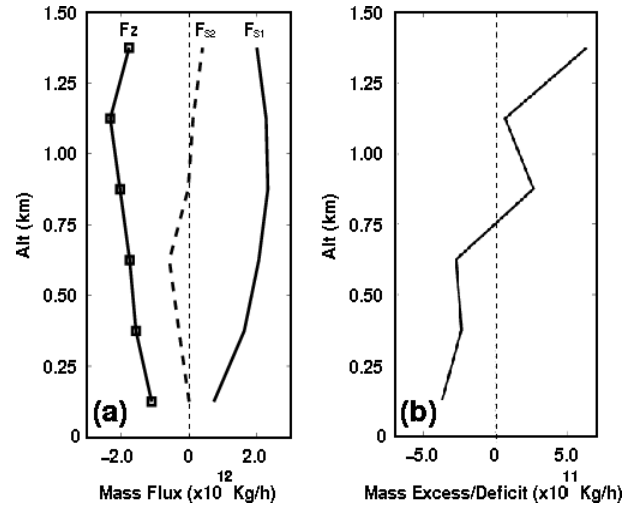 Fz
F_S2
F_S1
1.50
1.25
1.00
0.75
0.50
0.25
0
Alt (km)
(a)
-2.0
0
2.0
Mass Flux (x10^12 Kg/h)
1.50
1.25
1.00
0.75
0.50
0.25
0
Alt (km)
(b)
-5.0
0
5.0
Mass Excess/Deficit (x10^11 Kg/h)